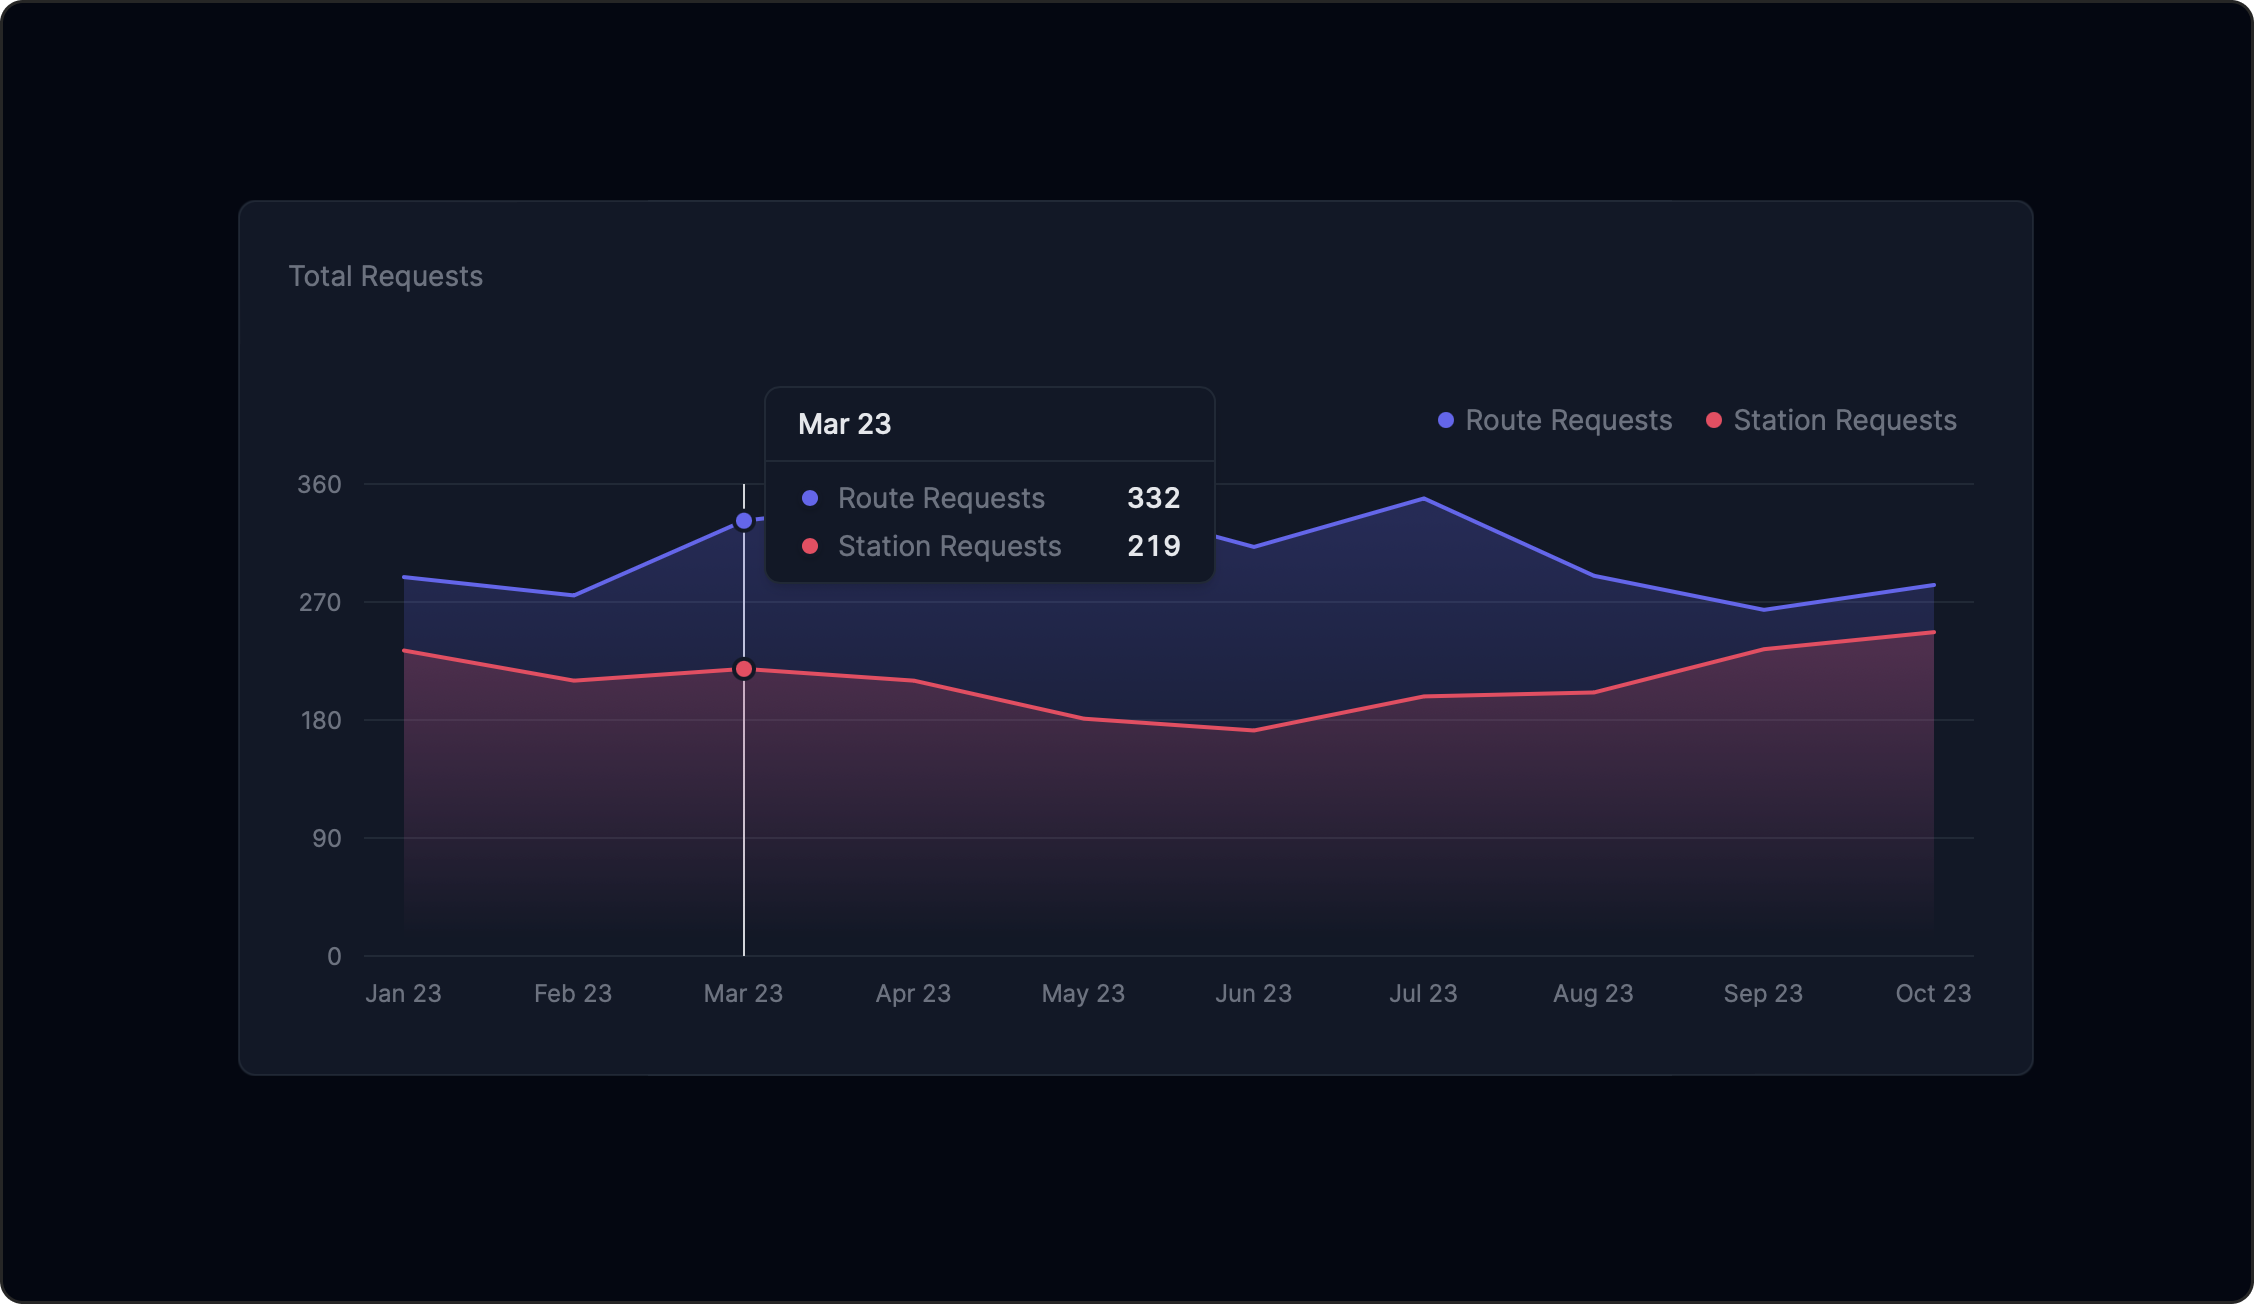 Total Requests
Mar 23
Route Requests 332
Station Requests 219
Route Requests Station Requests
360
270
180
90
0
Jan 23 Feb 23 Mar 23 Apr 23 May 23 Jun 23 Jul 23 Aug 23 Sep 23 Oct 23